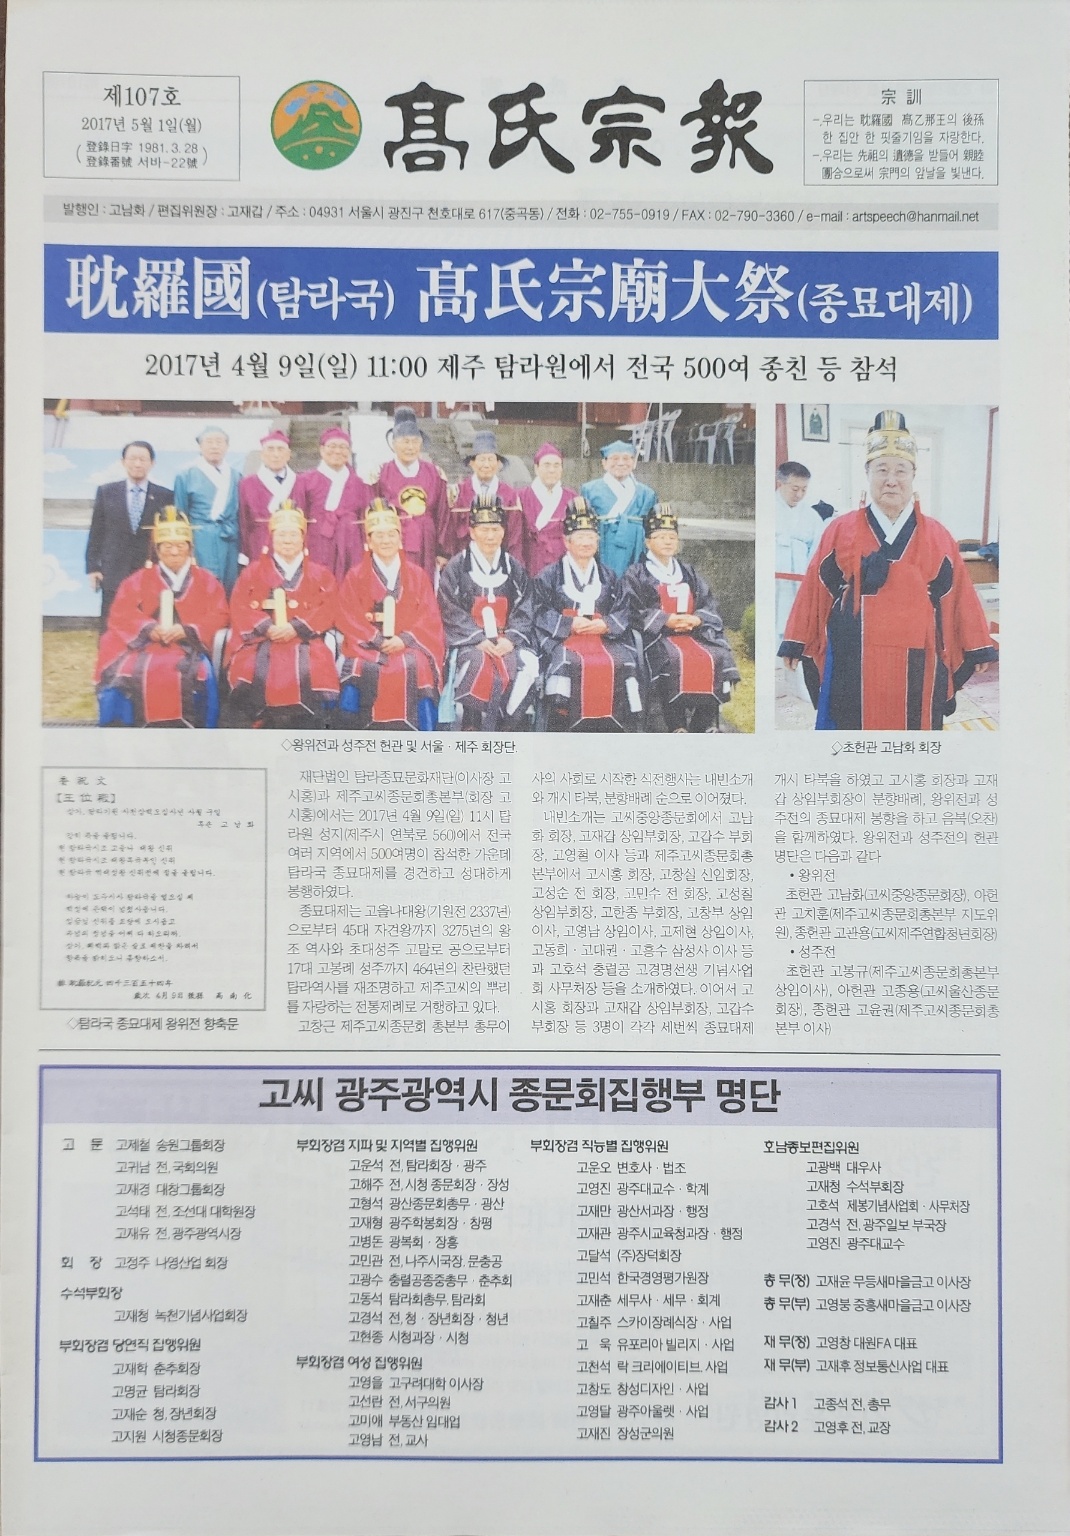 제107호
2017년 5월 1일(월)
(登錄日字 1981. 3. 28
登錄番號 서바-22號)
髙氏宗報
宗 訓
-.우리는 耽羅國 髙乙那王의 後孫
한 집안 한 핏줄기임을 자랑한다.
-.우리는 先祖의 遺德을 받들어 親睦
團合으로써 宗門의 앞날을 빛낸다.
발행인 : 고남화 / 편집위원장 : 고재갑 / 주소 : 04931 서울시 광진구 천호대로 617(중곡동) / 전화 : 02-755-0919 / FAX : 02-790-3360 / e-mail : artspeech@hanmail.net
耽羅國(탐라국) 髙氏宗廟大祭(종묘대제)
2017년 4월 9일(일) 11:00 제주 탐라원에서 전국 500여 종친 등 참석
◇왕위전과 성주전 헌관 및 서울 · 제주 회장단
◇초헌관 고남화 회장
【王位殿】
◇탐라국 종묘대제 왕위전 향축문
재단법인 탐라종묘문화재단(이사장 고
시홍)과 제주고씨종문회총본부(회장 고
시홍)에서는 2017년 4월 9일(일) 11시 탐
라원 성지(제주시 연북로 560)에서 전국
여러 지역에서 500여명이 참석한 가운데
탐라국 종묘대제를 경건하고 성대하게
봉행하였다.
종묘대제는 고을나대왕(기원전 2337년)
으로부터 45대 자견왕까지 3275년의 왕
조 역사와 초대성주 고말로 공으로부터
17대 고봉례 성주까지 464년의 찬란했던
탐라역사를 재조명하고 제주고씨의 뿌리
를 자랑하는 전통제례로 거행하고 있다.
고창근 제주고씨종문회 총본부 총무이
사의 사회로 시작한 식전행사는 내빈소개
와 개시 타북, 분향배례 순으로 이어졌다.
내빈소개는 고씨중앙종문회에서 고남
화 회장, 고재갑 상임부회장, 고갑수 부회
장, 고영협 이사 등과 제주고씨종문회총
본부에서 고시홍 회장, 고창실 신임회장,
고성순 전 회장, 고민수 전 회장, 고성칠
상임부회장, 고한종 부회장, 고창부 상임
이사, 고영남 상임이사, 고제현 상임이사,
고동희 · 고대권 · 고흥수 삼성사 이사 등
과 고호석 충렬공 고경명선생 기념사업
회 사무처장 등을 소개하였다. 이어서 고
시홍 회장과 고재갑 상임부회장, 고갑수
부회장 등 3명이 각각 세번씩 종묘대제
개시 타북을 하였고 고시홍 회장과 고재
갑 상임부회장이 분향배례, 왕위전과 성
주전의 종묘대제 봉향을 하고 음복(오찬)
을 함께하였다. 왕위전과 성주전의 헌관
명단은 다음과 같다
• 왕위전
초헌관 고남화(고씨중앙종문회장), 아헌
관 고치훈(제주고씨종문회총본부 지도위
원), 종헌관 고관용(고씨제주연합청년회장)
• 성주전
초헌관 고봉규(제주고씨종문회총본부
상임이사), 아헌관 고종용(고씨울산종문
회장), 종헌관 고윤권(제주고씨종문회총
본부 이사)
고씨 광주광역시 종문회집행부 명단
고 문 고제철 송원그룹회장
고귀남 전, 국회의원
고재경 대창그룹회장
고석태 전, 조선대 대학원장
고재유 전, 광주광역시장
회 장 고정주 나영산업 회장
수석부회장
고재청 녹천기념사업회장
부회장겸 당연직 집행위원
고재학 춘추회장
고명균 탐라회장
고재순 청, 장년회장
고지원 시청종문회장
부회장겸 지파 및 지역별 집행위원
고운석 전, 탐라회장 · 광주
고해주 전, 시청 종문회장 · 장성
고형석 광산종문회총무 · 광산
고재형 광주학봉회장 · 창평
고병돈 광복회 · 장흥
고민관 전, 나주시국장, 문충공
고광수 충렬공종중총무 · 춘추회
고동석 탐라회총무, 탐라회
고경석 전, 청 · 장년회장 · 청년
고현종 시청과장 · 시청
부회장겸 여성 집행위원
고영을 고구려대학 이사장
고선란 전, 서구의원
고미애 부동산 임대업
고영남 전, 교사
부회장겸 직능별 집행위원
고운오 변호사 · 법조
고영진 광주대교수 · 학계
고재만 광산서과장 · 행정
고재관 광주시교육청과장 · 행정
고달석 (주)장덕회장
고민석 한국경영평가원장
고재춘 세무사 · 세무 · 회계
고칠주 스카이장례식장 · 사업
고 욱 유포리아 빌리지 · 사업
고천석 락 크리에이티브, 사업
고창도 창성디자인 · 사업
고영달 광주아울렛 · 사업
고재진 장성군의원
호남종보편집위원
고광백 대우사
고재청 수석부회장
고호석 제봉기념사업회 · 사무처장
고경석 전, 광주일보 부국장
고영진 광주대교수
총 무(정) 고재윤 무등새마을금고 이사장
총 무(부) 고영붕 중흥새마을금고 이사장
재 무(정) 고영창 대원FA 대표
재 무(부) 고재후 정보통신사업 대표
감사 1 고종석 전, 총무
감사 2 고영후 전, 교장